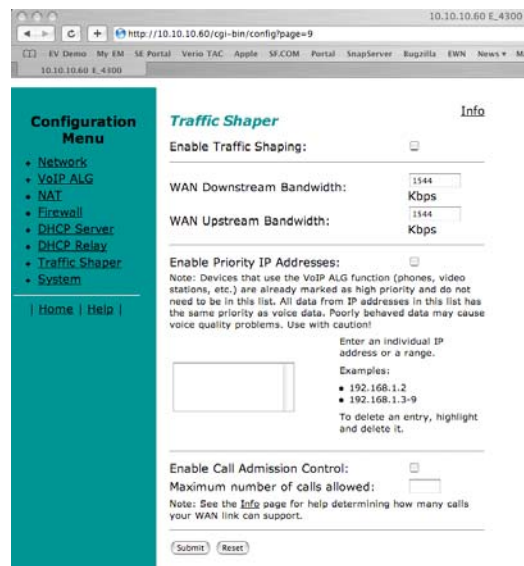 10.10.10.60 E_4300
http://10.10.10.60/cgi-bin/config?page=9
EV Demo My EM SE Portal Verio TAC Apple SF.COM Portal SnapServer Bugzilla EWN News
10.10.10.60 E_4300
Configuration
Menu
Network
VoIP ALG
NAT
Firewall
DHCP Server
DHCP Relay
Traffic Shaper
System
| Home | Help |
Info
Traffic Shaper
Enable Traffic Shaping:
WAN Downstream Bandwidth:
1544
Kbps
WAN Upstream Bandwidth:
1544
Kbps
Enable Priority IP Addresses:
Note: Devices that use the VoIP ALG function (phones, video
stations, etc.) are already marked as high priority and do not
need to be in this list. All data from IP addresses in this list has
the same priority as voice data. Poorly behaved data may cause
voice quality problems. Use with caution!
Enter an individual IP
address or a range.
Examples:
• 192.168.1.2
• 192.168.1.3-9
To delete an entry, highlight
and delete it.
Enable Call Admission Control:
Maximum number of calls allowed:
Note: See the Info page for help determining how many calls
your WAN link can support.
Submit Reset